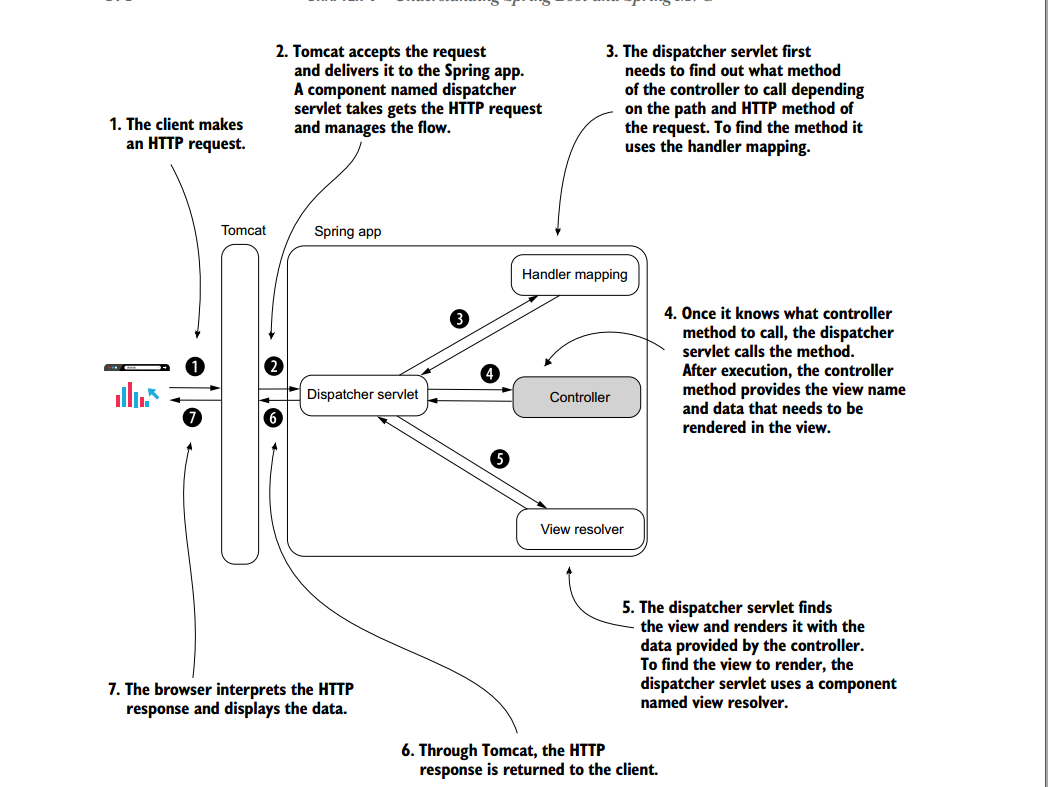 2. Tomcat accepts the request
and delivers it to the Spring app.
A component named dispatcher
servlet takes gets the HTTP request
and manages the flow.
3. The dispatcher servlet first
needs to find out what method
of the controller to call depending
on the path and HTTP method of
the request. To find the method it
uses the handler mapping.
1. The client makes
an HTTP request.
Tomcat
Spring app
Handler mapping
3
4. Once it knows what controller
method to call, the dispatcher
servlet calls the method.
After execution, the controller
method provides the view name
and data that needs to be
rendered in the view.
1
2
4
Dispatcher servlet
Controller
7
6
5
View resolver
5. The dispatcher servlet finds
the view and renders it with the
data provided by the controller.
To find the view to render, the
dispatcher servlet uses a component
named view resolver.
7. The browser interprets the HTTP
response and displays the data.
6. Through Tomcat, the HTTP
response is returned to the client.